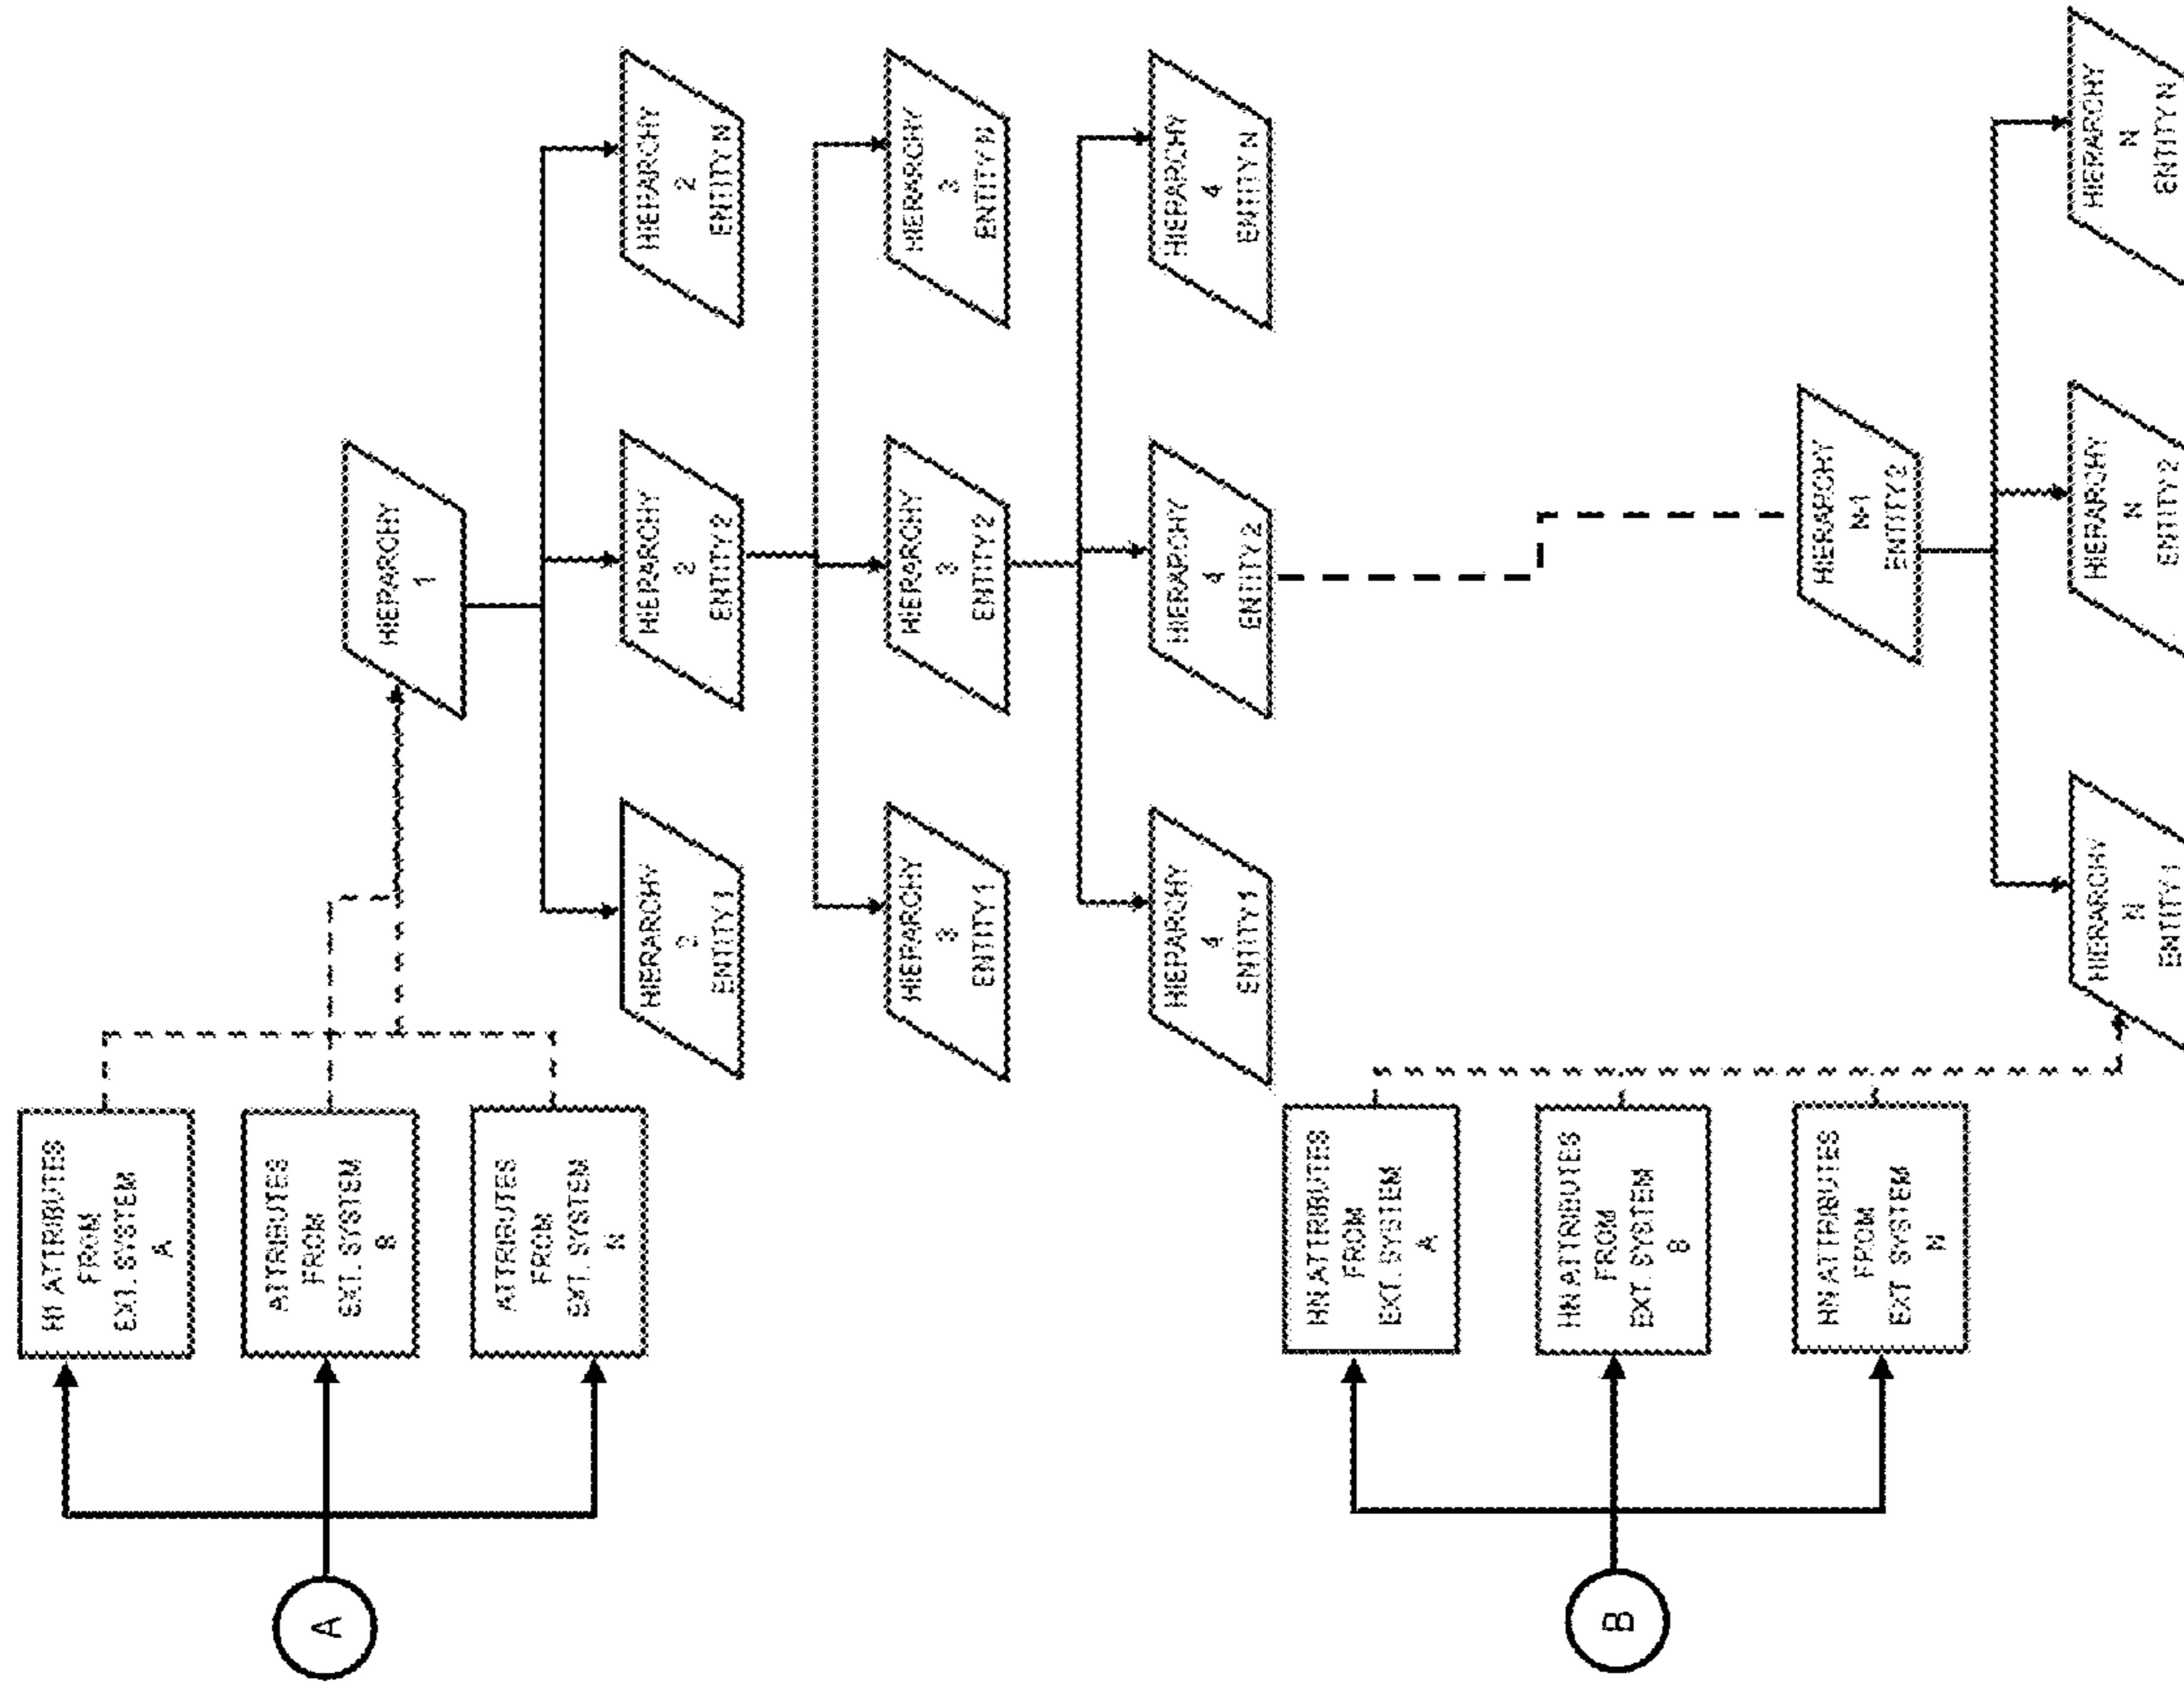 A
H1 ATTRIBUTES
FROM
EXT. SYSTEM
A
ATTRIBUTES
FROM
EXT. SYSTEM
B
ATTRIBUTES
FROM
EXT. SYSTEM
N
HIERARCHY
1
HIERARCHY
2
ENTITY 1
HIERARCHY
2
ENTITY 2
HIERARCHY
2
ENTITY N
HIERARCHY
3
ENTITY 1
HIERARCHY
3
ENTITY 2
HIERARCHY
3
ENTITY N
HIERARCHY
4
ENTITY 1
HIERARCHY
4
ENTITY 2
HIERARCHY
4
ENTITY N
B
HN ATTRIBUTES
FROM
EXT. SYSTEM
A
HN ATTRIBUTES
FROM
EXT. SYSTEM
B
HN ATTRIBUTES
FROM
EXT SYSTEM
N
HIERARCHY
N-1
ENTITY 2
HIERARCHY
N
ENTITY 1
HIERARCHY
N
ENTITY 2
HIERARCHY
N
ENTITY N